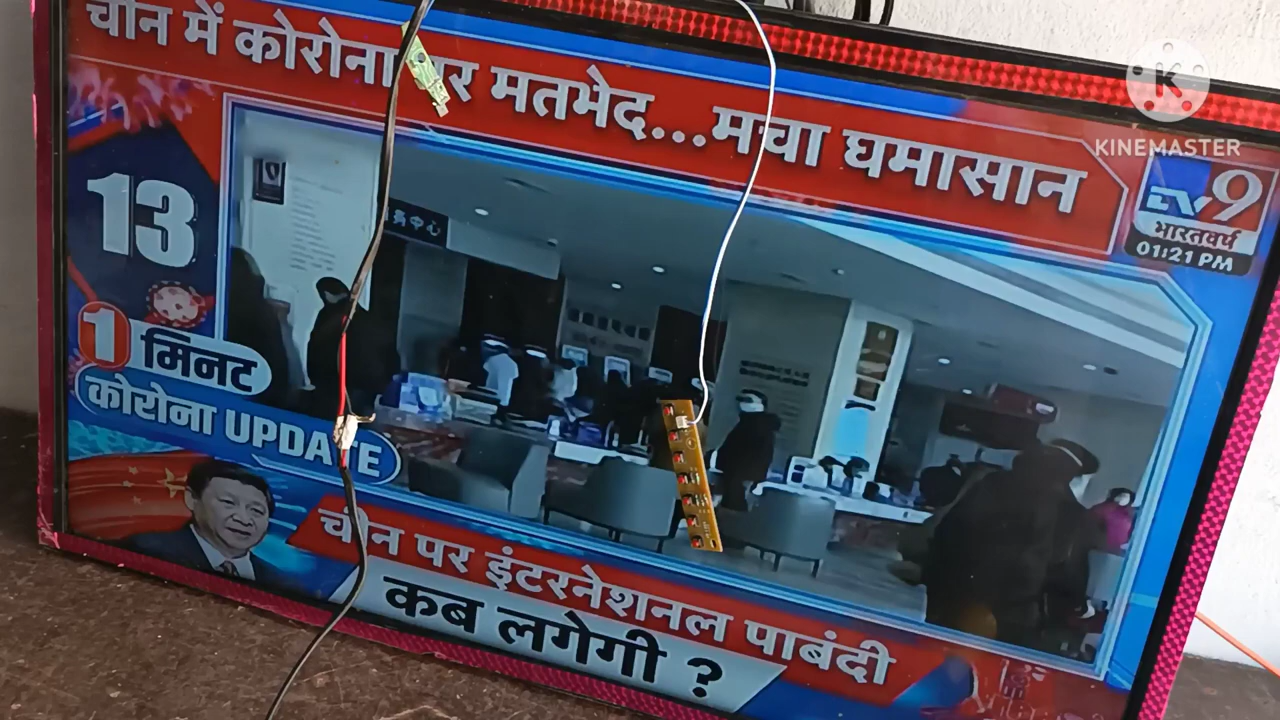 चीन में कोरोना पर मतभेद...मचा घमासान
KINEMASTER
TV9
भारतवर्ष
01:21 PM
13
1 मिनट
कोरोना UPDATE
चीन पर इंटरनेशनल पाबंदी
कब लगेगी ?